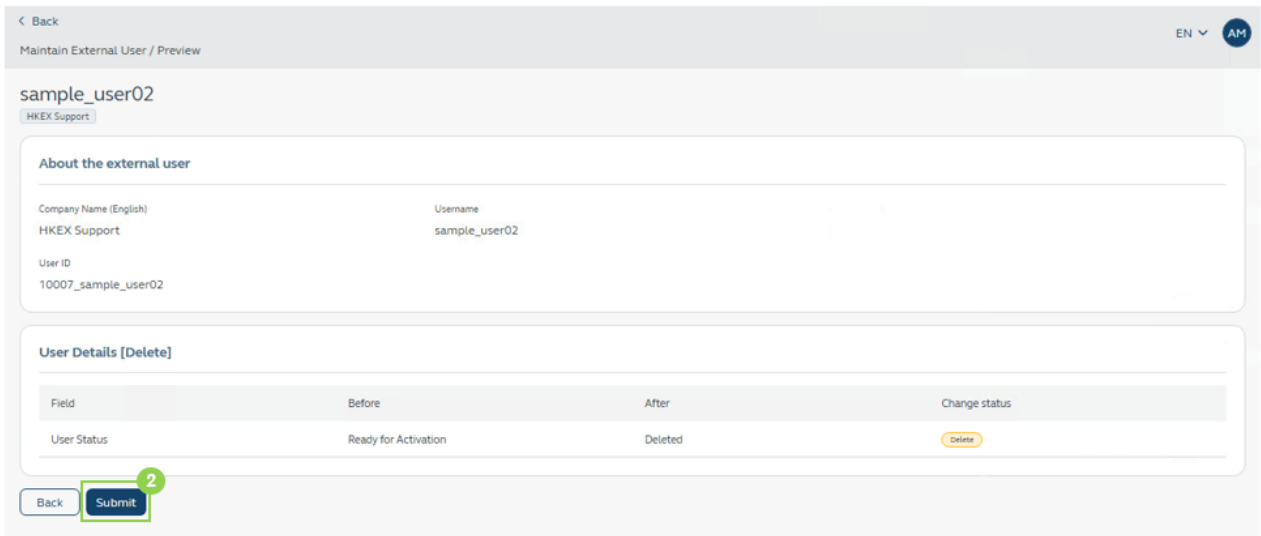 < Back
Maintain External User / Preview
EN
AM
sample_user02
HKEX Support
About the external user
Company Name (English) Username
HKEX Support sample_user02
User ID
10007_sample_user02
User Details [Delete]
Field Before After Change status
User Status Ready for Activation Deleted Delete
2
Back Submit